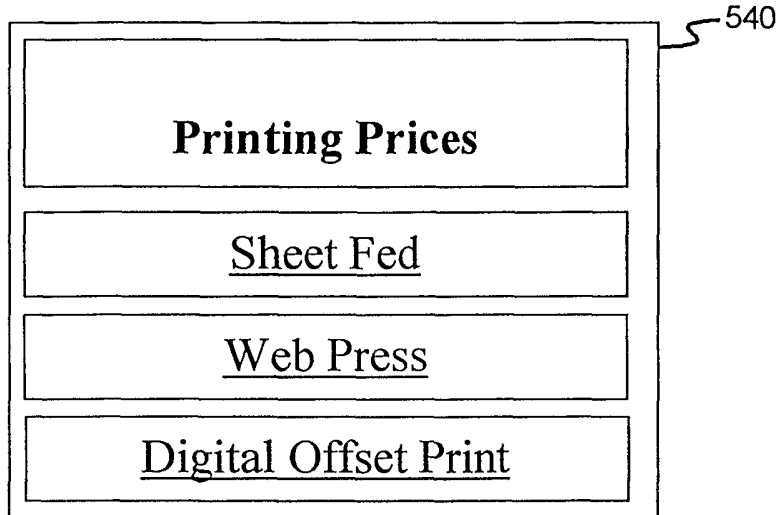 540
Printing Prices
Sheet Fed
Web Press
Digital Offset Print